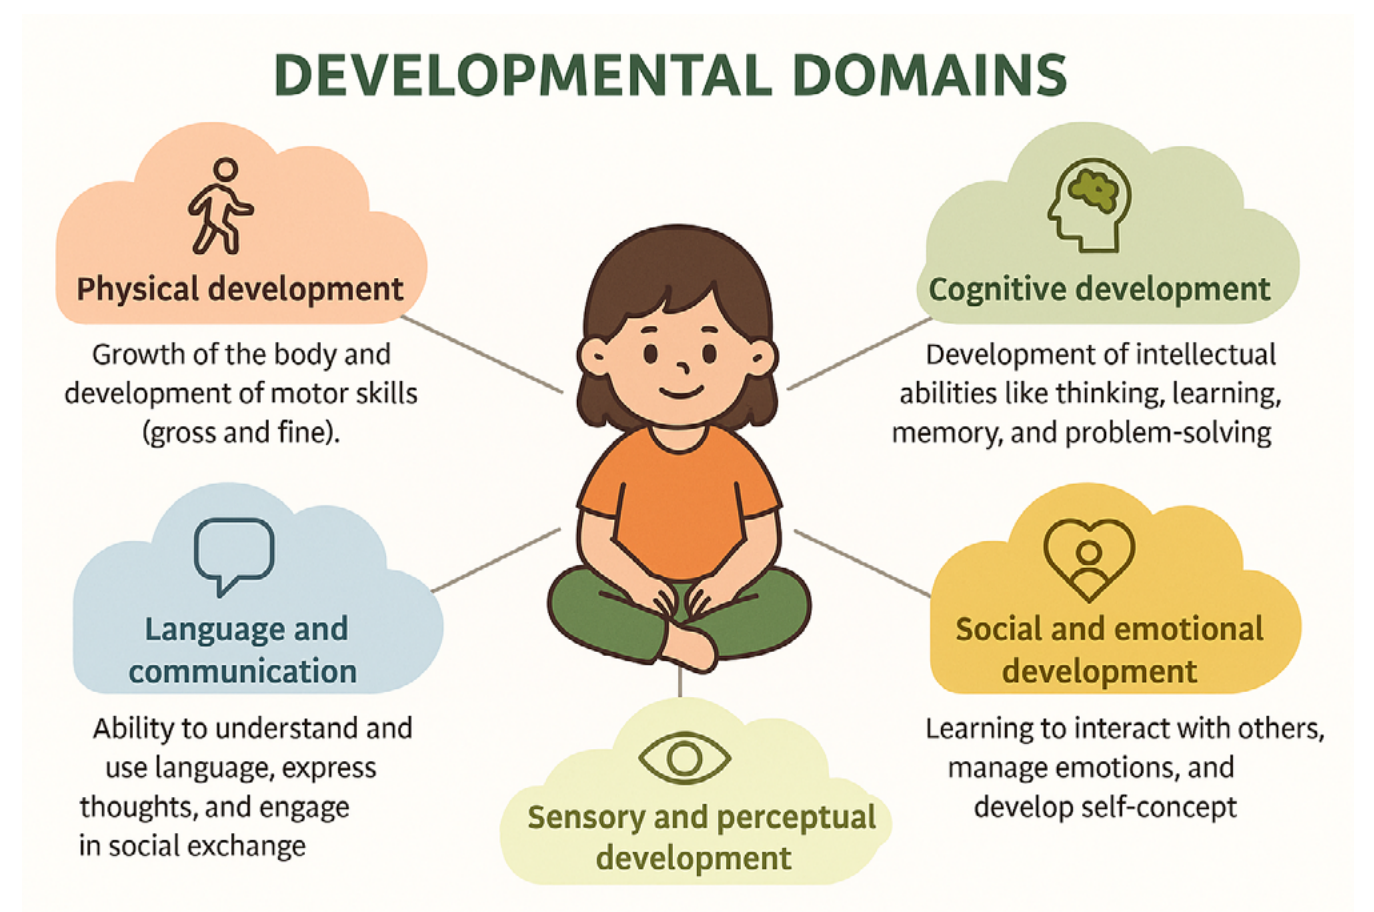 DEVELOPMENTAL DOMAINS
Physical development
Growth of the body and
development of motor skills
(gross and fine).
Cognitive development
Development of intellectual
abilities like thinking, learning,
memory, and problem-solving
Language and
communication
Ability to understand and
use language, express
thoughts, and engage
in social exchange
Social and emotional
development
Learning to interact with others,
manage emotions, and
develop self-concept
Sensory and perceptual
development